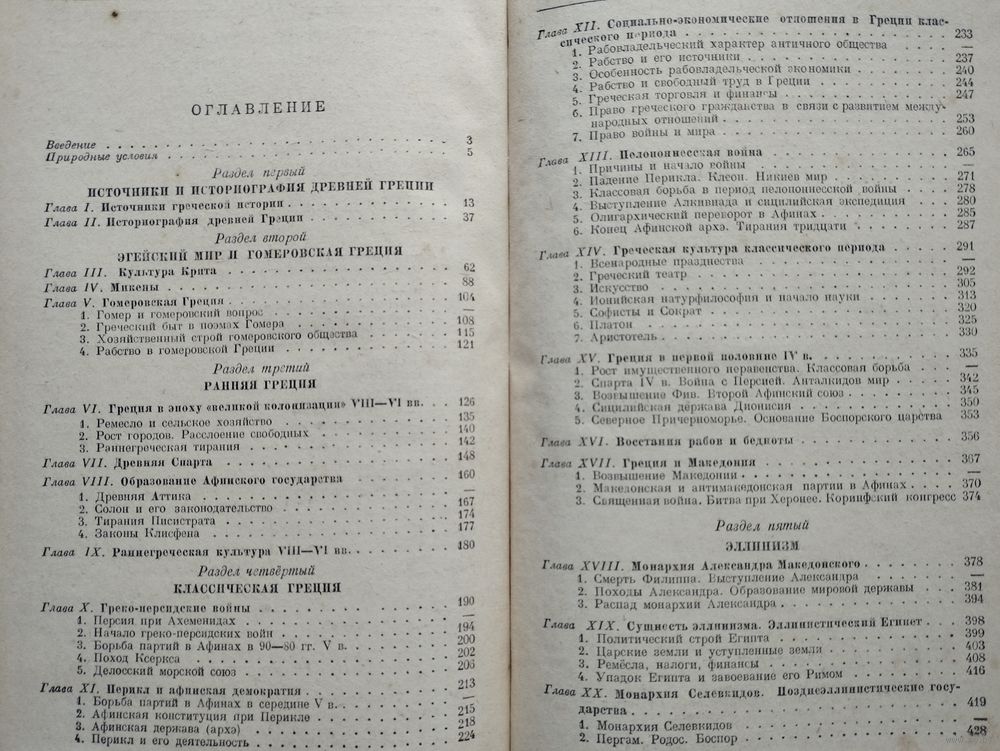 ОГЛАВЛЕНИЕ
Введение . . . 3
Природные условия . . . 5
Раздел первый
ИСТОЧНИКИ И ИСТОРИОГРАФИЯ ДРЕВНЕЙ ГРЕЦИИ
Глава I. Источники греческой истории . . . 13
Глава II. Историография древней Греции . . . 37
Раздел второй
ЭГЕЙСКИЙ МИР И ГОМЕРОВСКАЯ ГРЕЦИЯ
Глава III. Культура Крита . . . 62
Глава IV. Микены . . . 88
Глава V. Гомеровская Греция . . . 104
1. Гомер и гомеровский вопрос . . . —
2. Греческий быт в поэмах Гомера . . . 108
3. Хозяйственный строй гомеровского общества . . . 115
4. Рабство в гомеровской Греции . . . 121
Раздел третий
РАННЯЯ ГРЕЦИЯ
Глава VI. Греция в эпоху «великой колонизации» VIII—VI вв. . . . 126
1. Ремесло и сельское хозяйство . . . 135
2. Рост городов. Расслоение свободных . . . 140
3. Раннегреческая тирания . . . 142
Глава VII. Древняя Спарта . . . 148
Глава VIII. Образование Афинского государства . . . 160
1. Древняя Аттика . . . —
2. Солон и его законодательство . . . 167
3. Тирания Писистрата . . . 174
4. Законы Клисфена . . . 177
Глава IX. Раннегреческая культура VIII—VI вв. . . . 180
Раздел четвёртый
КЛАССИЧЕСКАЯ ГРЕЦИЯ
Глава X. Греко-персидские войны . . . 190
1. Персия при Ахеменидах . . . —
2. Начало греко-персидских войн . . . 194
3. Борьба партий в Афинах в 90—80 гг. V в. . . . 200
4. Поход Ксеркса . . . 202
5. Делосский морской союз . . . 206
Глава XI. Перикл и афинская демократия . . . 213
1. Борьба партий в Афинах в середине V в. . . . —
2. Афинская конституция при Перикле . . . 215
3. Афинская держава (архэ) . . . 218
4. Перикл и его деятельность . . . 224
Глава XII. Социально-экономические отношения в Греции клас-
сического периода . . . 233
1. Рабовладельческий характер античного общества . . . —
2. Рабство и его источники . . . 237
3. Особенность рабовладельческой экономики . . . 240
4. Рабство и свободный труд в Греции . . . 244
5. Греческая торговля и финансы . . . 247
6. Право греческого гражданства в связи с развитием между-
народных отношений . . . 253
7. Право войны и мира . . . 260
Глава XIII. Пелопоннесская война . . . 265
1. Причины и начало войны . . . —
2. Падение Перикла. Клеон. Никиев мир . . . 271
3. Классовая борьба в период пелопоннесской войны . . . 278
4. Выступление Алкивиада и сицилийская экспедиция . . . 280
5. Олигархический переворот в Афинах . . . 285
6. Конец Афинской архэ. Тирания тридцати . . . 287
Глава XIV. Греческая культура классического периода . . . 291
1. Всенародные празднества . . . —
2. Греческий театр . . . 292
3. Искусство . . . 305
4. Ионийская натурфилософия и начало науки . . . 313
5. Софисты и Сократ . . . 320
6. Платон . . . 325
7. Аристотель . . . 330
Глава XV. Греция в первой половине IV в. . . . 335
1. Рост имущественного неравенства. Классовая борьба . . . —
2. Спарта IV в. Война с Персией. Анталкидов мир . . . 342
3. Возвышение Фив. Второй Афинский союз . . . 345
4. Сицилийская держава Дионисия . . . 350
5. Северное Причерноморье. Основание Боспорского царства 353
Глава XVI. Восстания рабов и бедноты . . . 356
Глава XVII. Греция и Македония . . . 367
1. Возвышение Македонии . . . —
2. Македонская и антимакедонская партии в Афинах . . . 370
3. Священная война. Битва при Херонее. Коринфский конгресс 374
Раздел пятый
ЭЛЛИНИЗМ
Глава XVIII. Монархия Александра Македонского . . . 378
1. Смерть Филиппа. Выступление Александра . . . —
2. Походы Александра. Образование мировой державы . . . 381
3. Распад монархии Александра . . . 394
Глава XIX. Сущность эллинизма. Эллинистический Египет . . . 398
1. Политический строй Египта . . . 399
2. Царские земли и уступленные земли . . . 403
3. Ремёсла, налоги, финансы . . . 408
4. Упадок Египта и завоевание его Римом . . . 416
Глава XX. Монархия Селевкидов. Позднеэллинистические госу-
дарства . . . 419
1. Монархия Селевкидов . . . —
2. Пергам. Родос. Боспор . . . 428